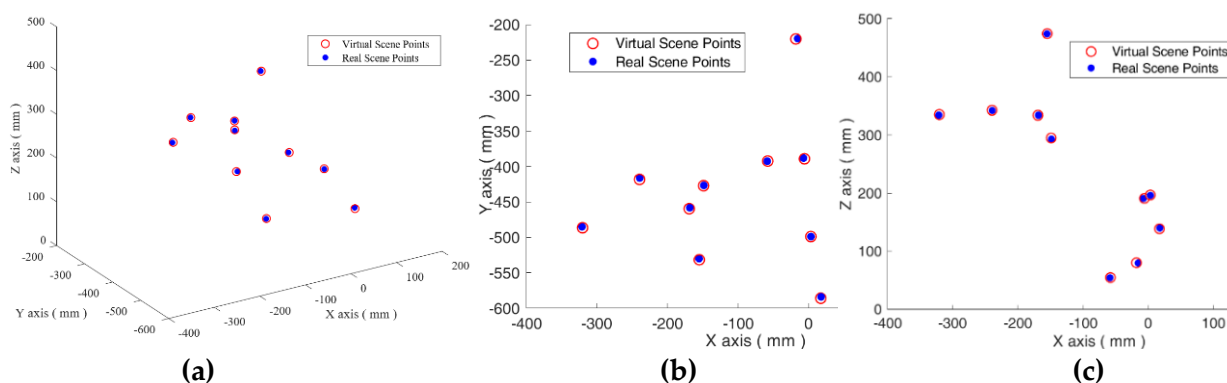 500
400
300
200
100
0
Z axis ( mm )
-200
-300
-400
-500
-600
Y axis ( mm )
-400
-300
-200
-100
0
100
200
X axis ( mm )
Virtual Scene Points
Real Scene Points
(a)
-200
-250
-300
-350
-400
-450
-500
-550
-600
Y axis ( mm )
-400
-300
-200
-100
0
X axis ( mm )
Virtual Scene Points
Real Scene Points
(b)
500
400
300
200
100
0
Z axis ( mm )
-400
-300
-200
-100
0
100
X axis ( mm )
Virtual Scene Points
Real Scene Points
(c)